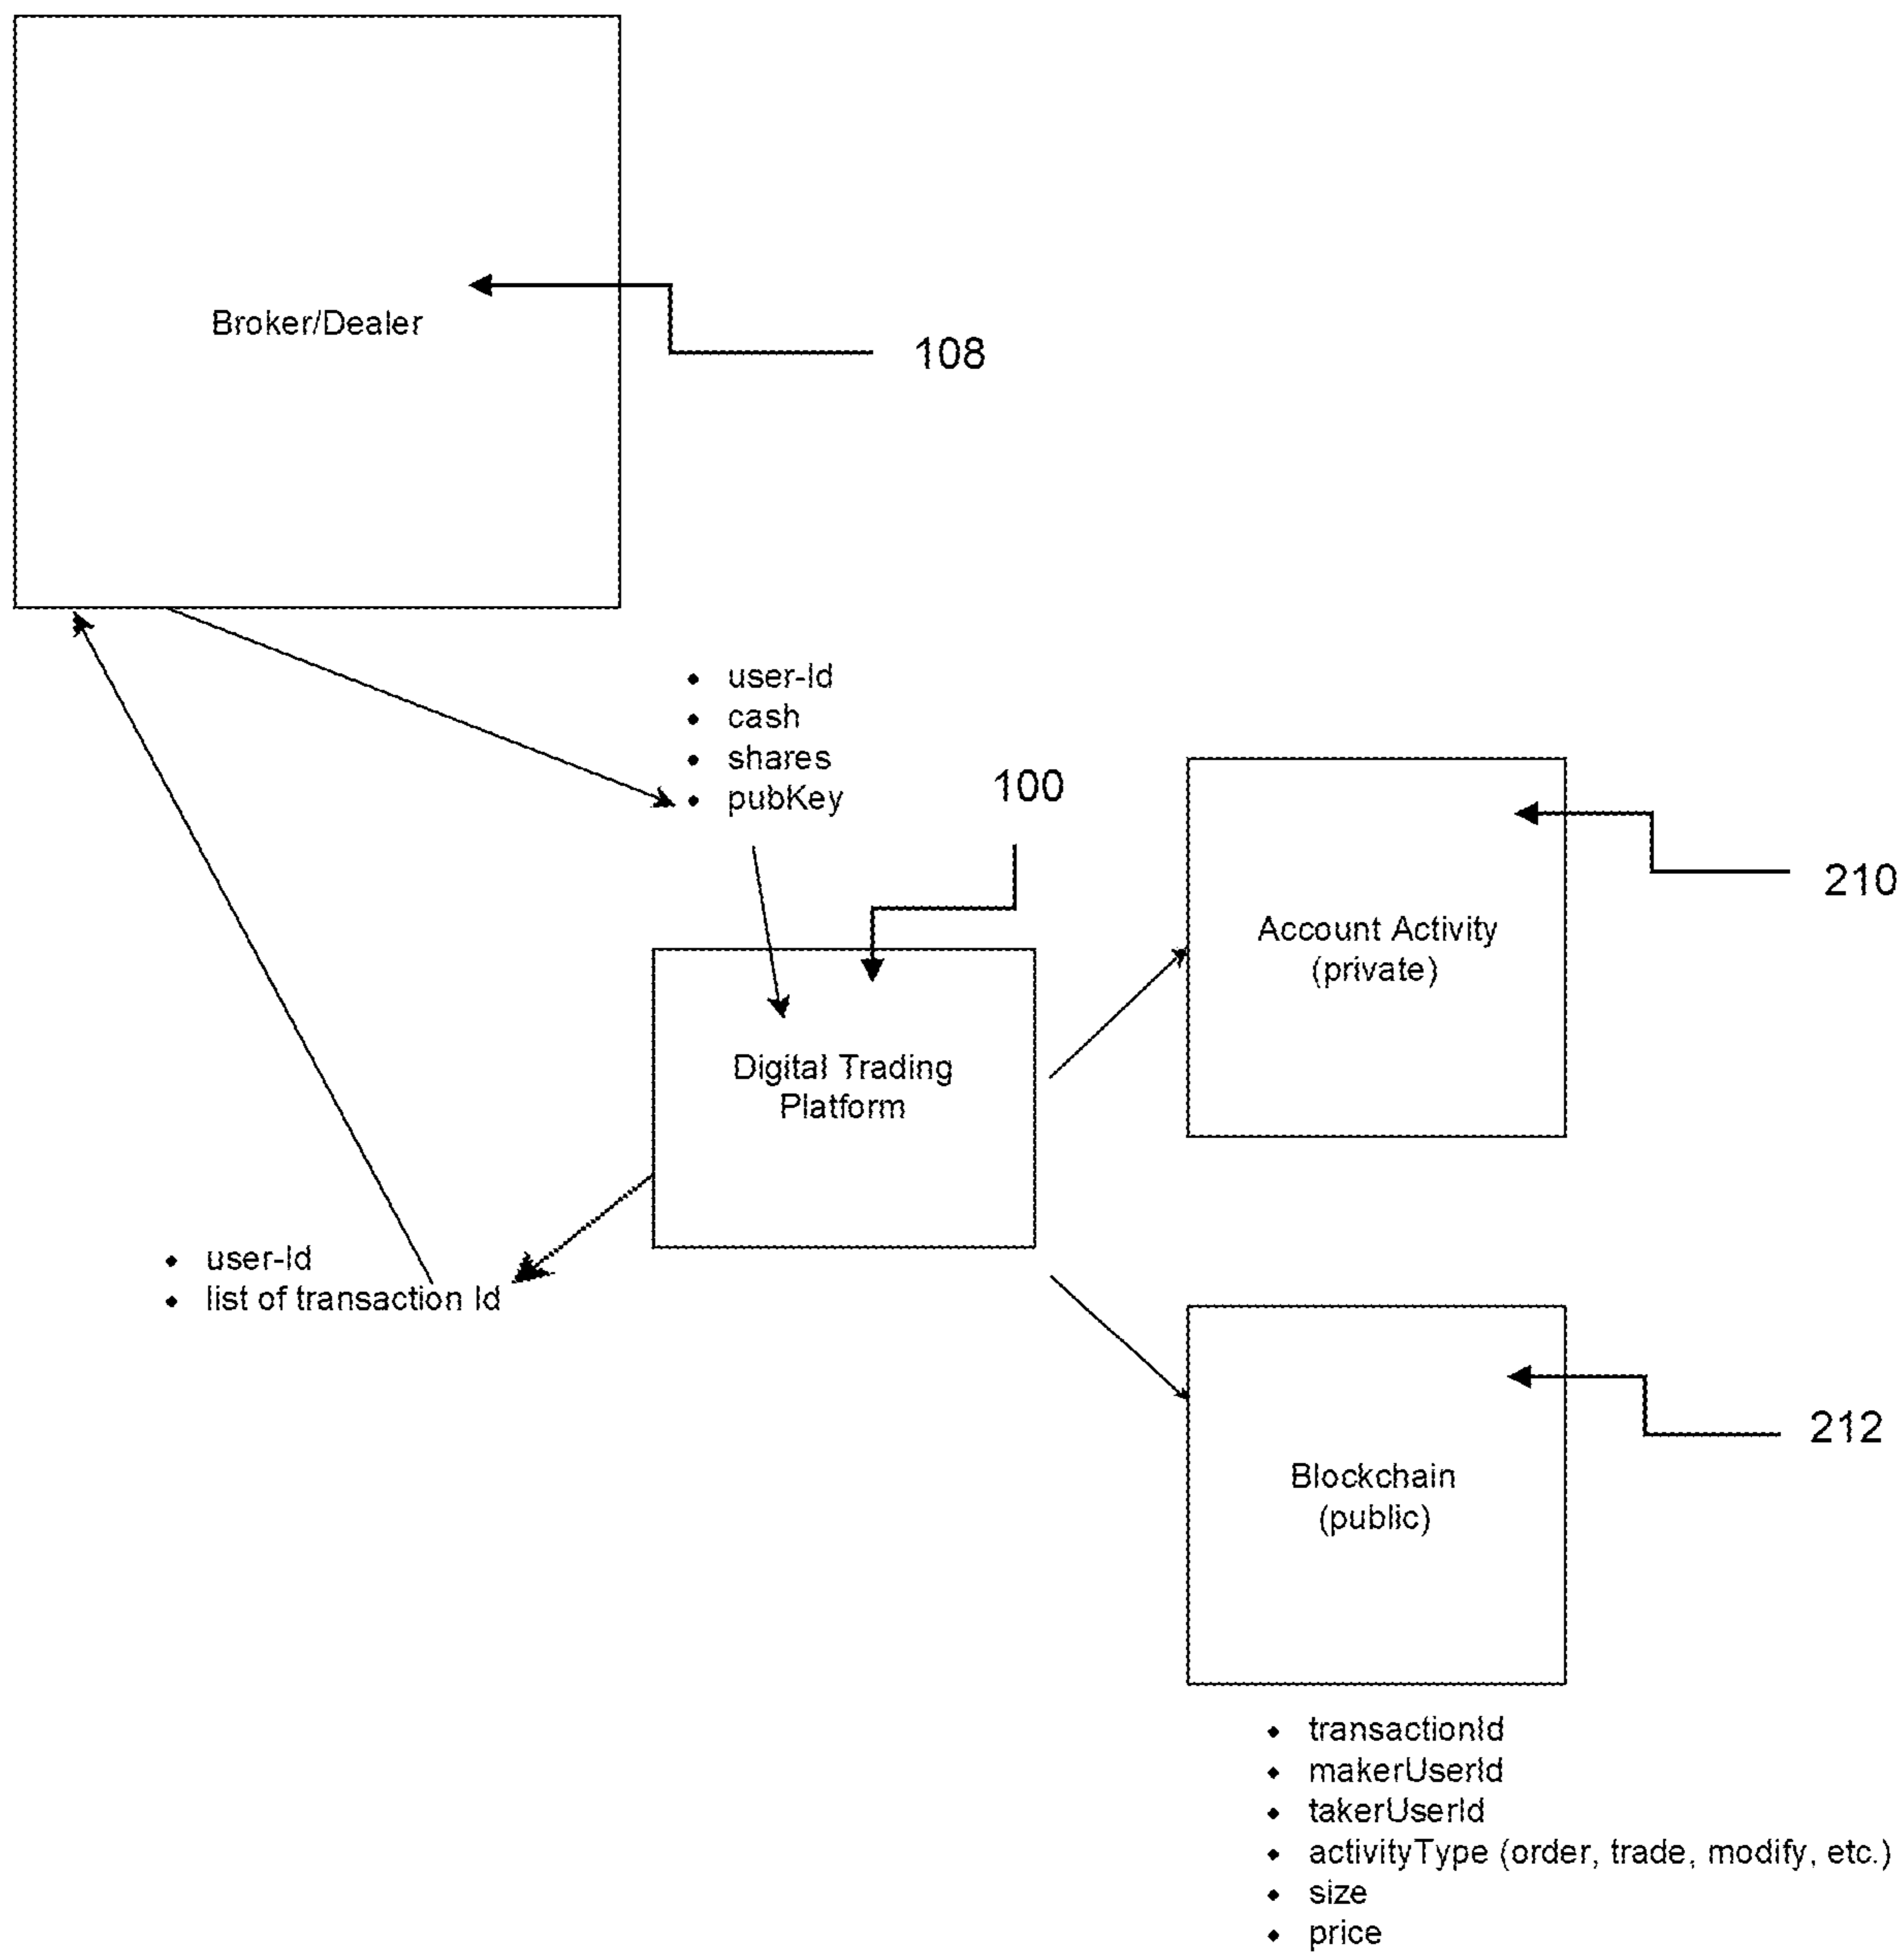 Broker/Dealer
108
• user-Id
• cash
• shares
• pubKey
100
210
Account Activity
(private)
Digital Trading
Platform
• user-Id
• list of transaction Id
212
Blockchain
(public)
• transactionId
• makerUserId
• takerUserId
• activityType (order, trade, modify, etc.)
• size
• price